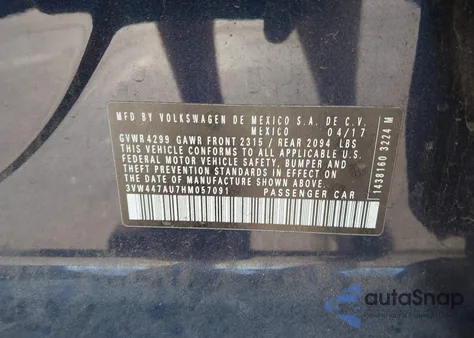 MFD BY VOLKSWAGEN DE MEXICO S.A. DE C.V.
MEXICO 04/17
GVWR 4299 GAWR FRONT 2315 / REAR 2094 LBS
THIS VEHICLE CONFORMS TO ALL APPLICABLE U.S.
FEDERAL MOTOR VEHICLE SAFETY, BUMPER AND
THEFT PREVENTION STANDARDS IN EFFECT ON THE
DATE OF MANUFACTURE SHOWN ABOVE.
3VW447AU7HM057091 PASSENGER CAR
1438160 3224 M
autoSnap